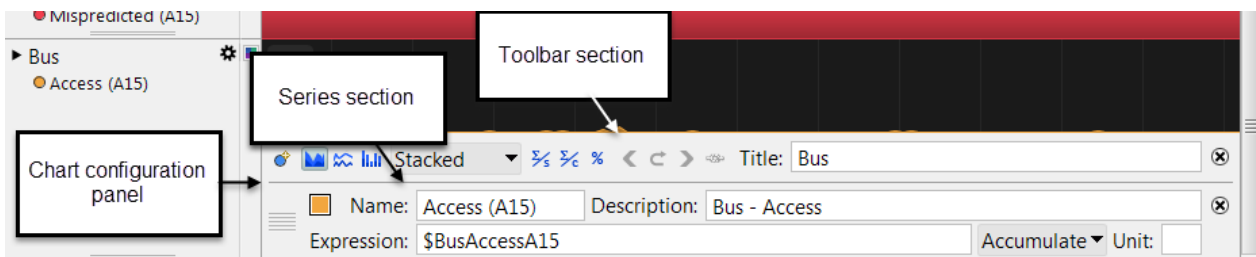 Mispredicted (A15)
Bus
Access (A15)
Toolbar section
Series section
Chart configuration
panel
Stacked Σ/s Σ/c % Title: Bus
Name: Access (A15) Description: Bus - Access
Expression: $BusAccessA15 Accumulate Unit: